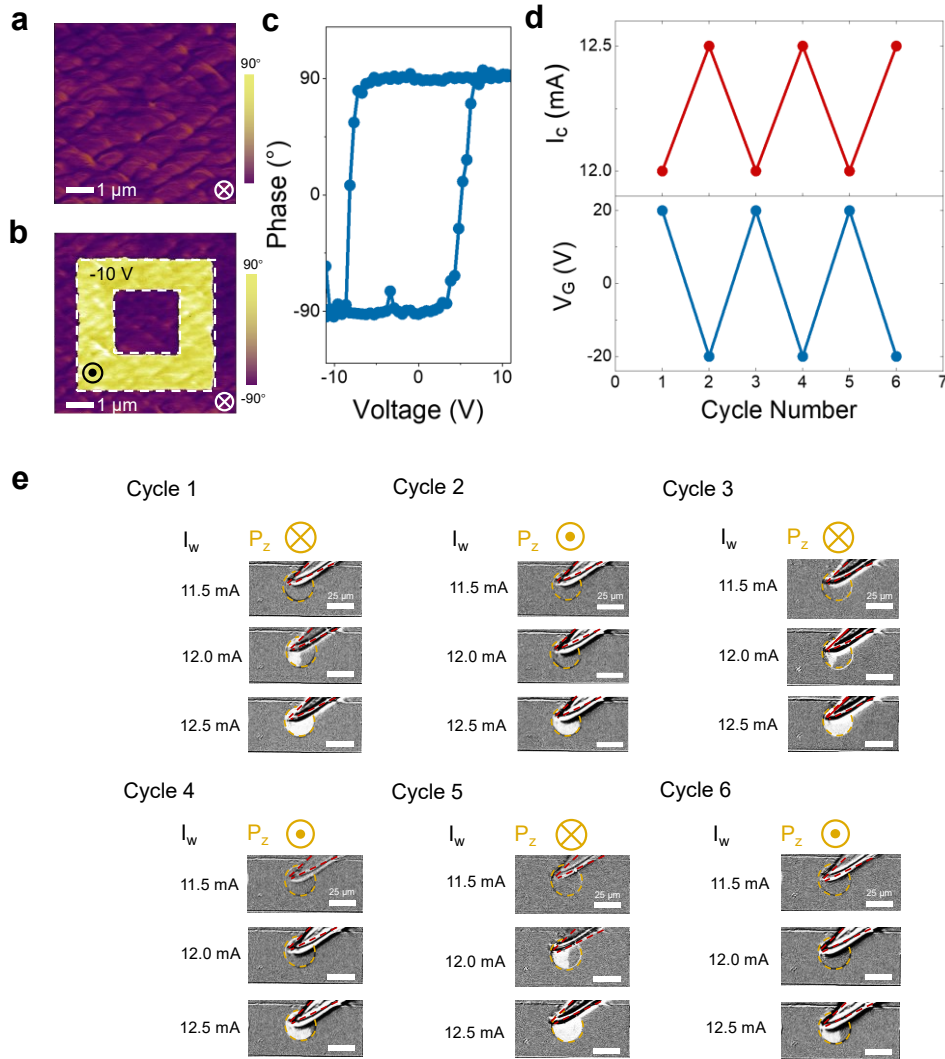 a
90°
1 µm
b
-10 V
90°
-90°
1 µm
c
Phase (°)
90
0
-90
-10
0
10
Voltage (V)
d
I_C (mA)
12.5
12.0
V_G (V)
20
0
-20
0 1 2 3 4 5 6 7
Cycle Number
e
Cycle 1
I_w P_z
11.5 mA
25 µm
12.0 mA
12.5 mA
Cycle 2
I_w P_z
11.5 mA
25 µm
12.0 mA
12.5 mA
Cycle 3
I_w P_z
11.5 mA
25 µm
12.0 mA
12.5 mA
Cycle 4
I_w P_z
11.5 mA
25 µm
12.0 mA
12.5 mA
Cycle 5
I_w P_z
11.5 mA
25 µm
12.0 mA
12.5 mA
Cycle 6
I_w P_z
11.5 mA
25 µm
12.0 mA
12.5 mA